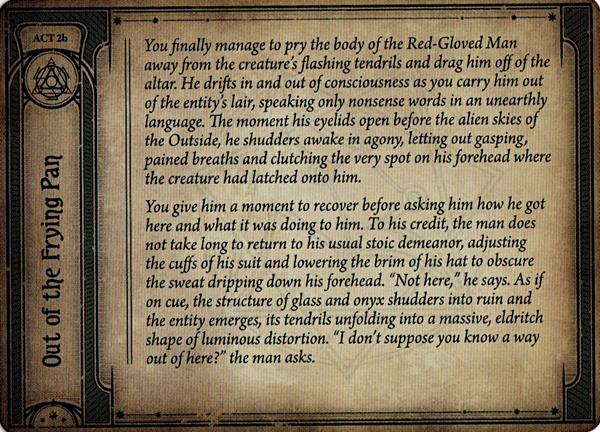 ACT 2b
Out of the Frying Pan
You finally manage to pry the body of the Red-Gloved Man
away from the creature's flashing tendrils and drag him off of the
altar. He drifts in and out of consciousness as you carry him out
of the entity's lair, speaking only nonsense words in an unearthly
language. The moment his eyelids open before the alien skies of
the Outside, he shudders awake in agony, letting out gasping,
pained breaths and clutching the very spot on his forehead where
the creature had latched onto him.
You give him a moment to recover before asking him how he got
here and what it was doing to him. To his credit, the man does
not take long to return to his usual stoic demeanor, adjusting
the cuffs of his suit and lowering the brim of his hat to obscure
the sweat dripping down his forehead. “Not here,” he says. As if
on cue, the structure of glass and onyx shudders into ruin and
the entity emerges, its tendrils unfolding into a massive, eldritch
shape of luminous distortion. “I don't suppose you know a way
out of here?” the man asks.